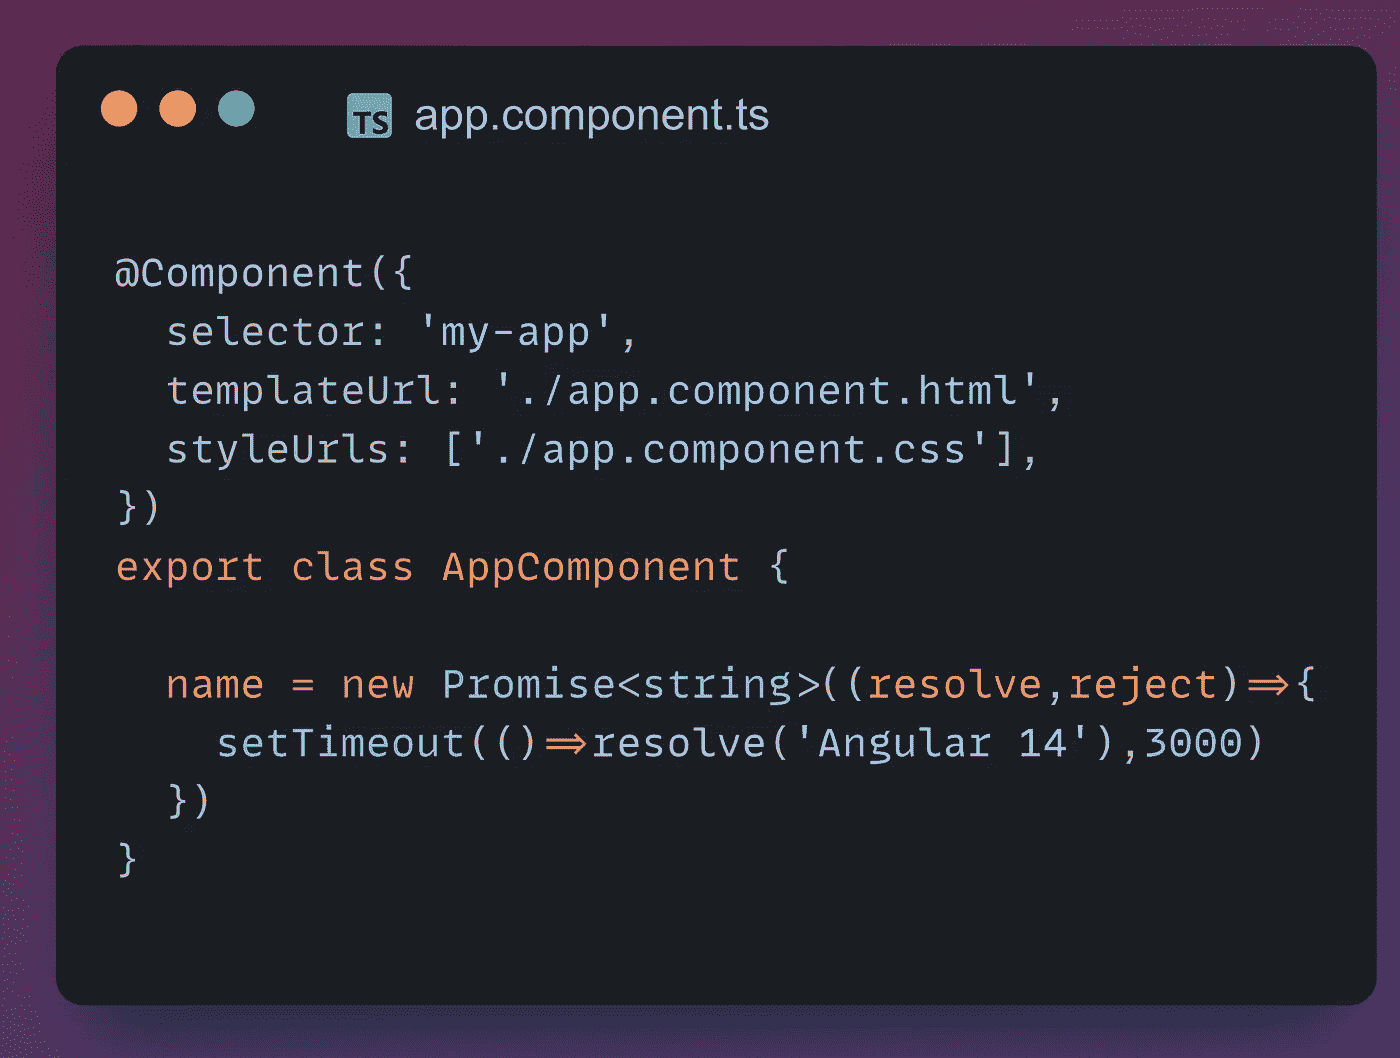 TS app.component.ts
@Component({
  selector: 'my-app',
  templateUrl: './app.component.html',
  styleUrls: ['./app.component.css'],
})
export class AppComponent {
  name = new Promise<string>((resolve,reject)=>{
    setTimeout(()=>resolve('Angular 14'),3000)
  })
}